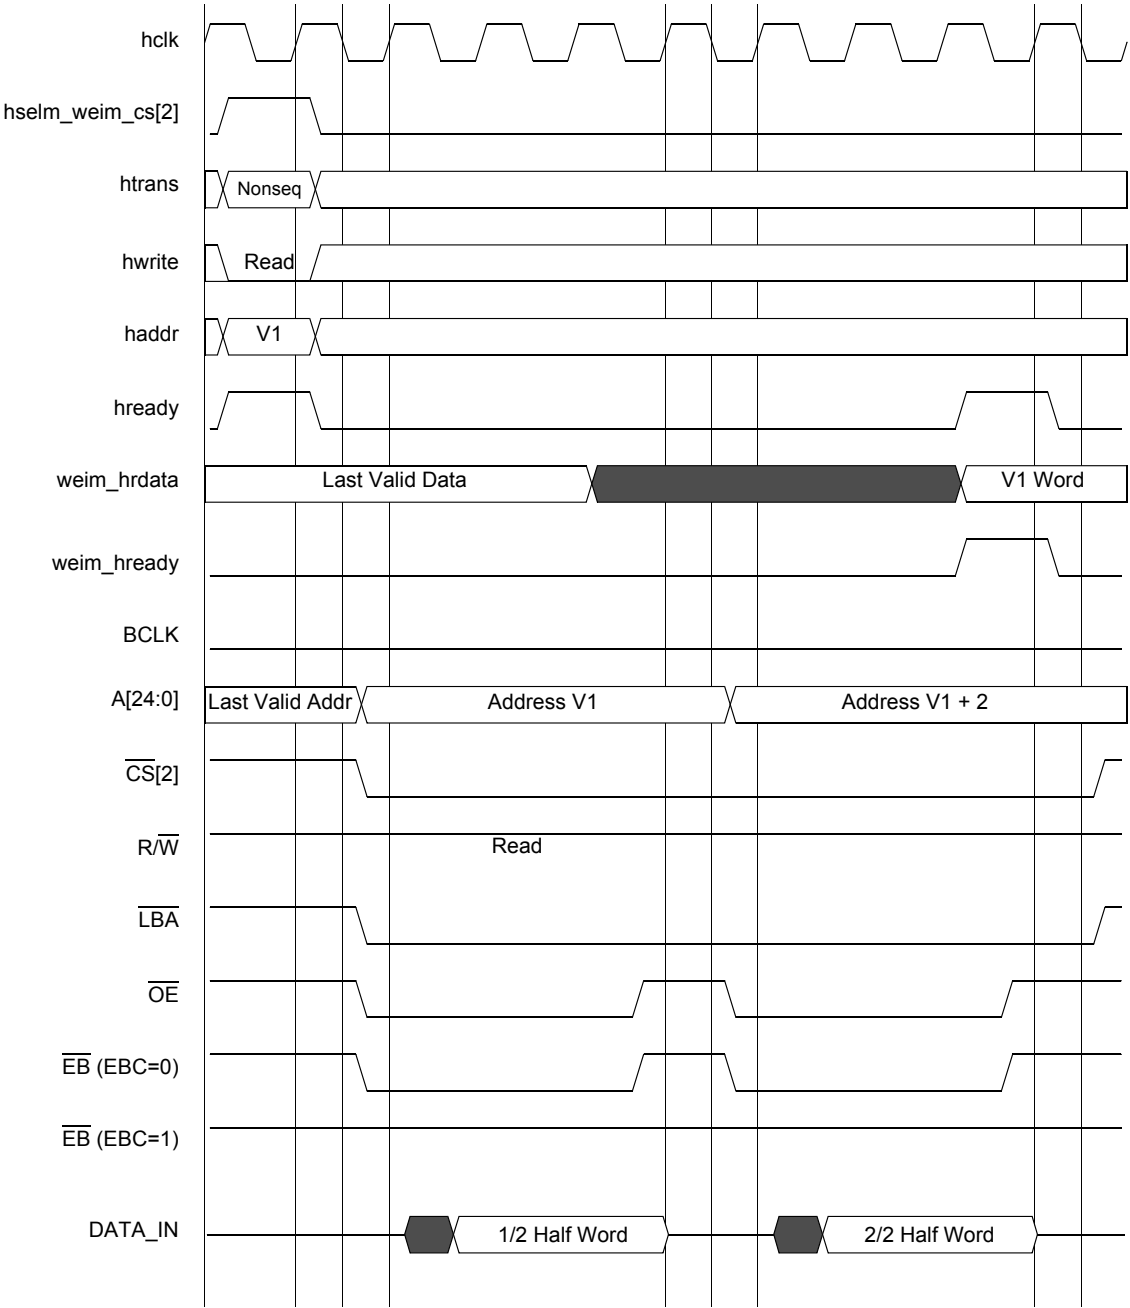 hclk
hselm_weim_cs[2]
htrans Nonseq
hwrite Read
haddr V1
hready
weim_hrdata Last Valid Data V1 Word
weim_hready
BCLK
A[24:0] Last Valid Addr Address V1 Address V1 + 2
CS[2]
R/W Read
LBA
OE
EB (EBC=0)
EB (EBC=1)
DATA_IN 1/2 Half Word 2/2 Half Word